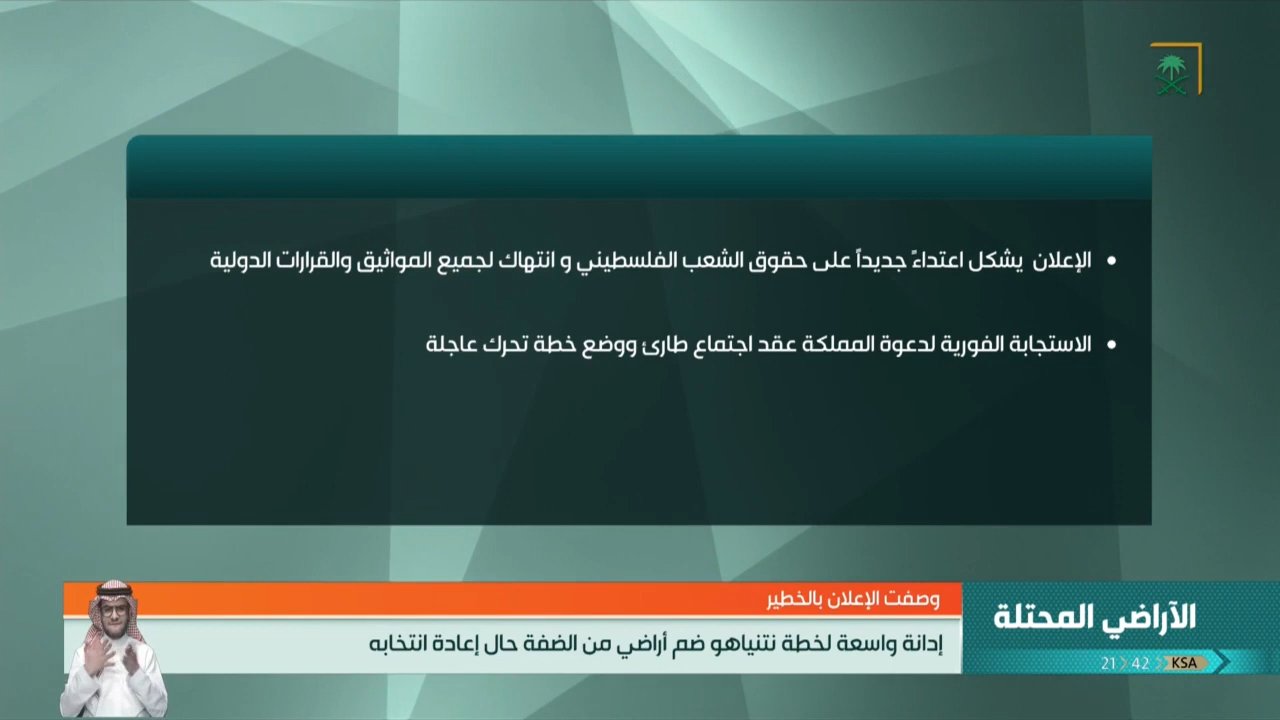 • الإعلان يشكل اعتداءً جديداً على حقوق الشعب الفلسطيني و انتهاك لجميع المواثيق والقرارات الدولية
• الاستجابة الفورية لدعوة المملكة عقد اجتماع طارئ ووضع خطة تحرك عاجلة
وصفت الإعلان بالخطير
الآراضي المحتلة
إدانة واسعة لخطة نتنياهو ضم أراضي من الضفة حال إعادة انتخابه
21 42 KSA